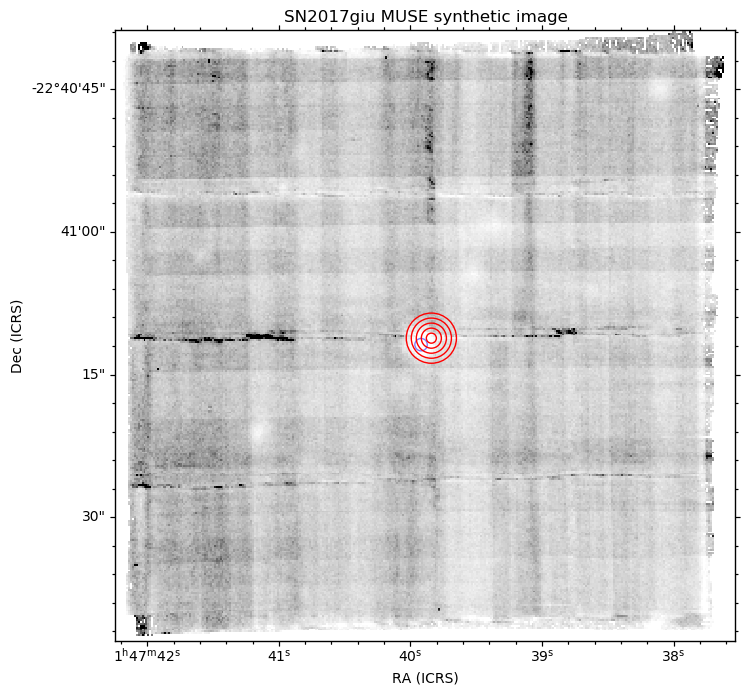 SN2017giu MUSE synthetic image
-22°40'45"
41'00"
15"
30"
Dec (ICRS)
1ʰ47ᵐ42ˢ 41ˢ 40ˢ 39ˢ 38ˢ
RA (ICRS)